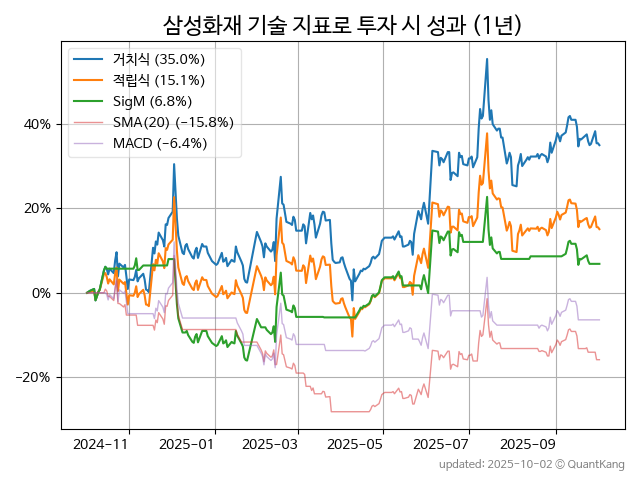 삼성화재 기술 지표로 투자 시 성과 (1년)
거치식 (35.0%)
적립식 (15.1%)
SigM (6.8%)
SMA(20) (−15.8%)
MACD (−6.4%)
40%
20%
0%
−20%
2024-11 2025-01 2025-03 2025-05 2025-07 2025-09
updated: 2025-10-02 © QuantKang